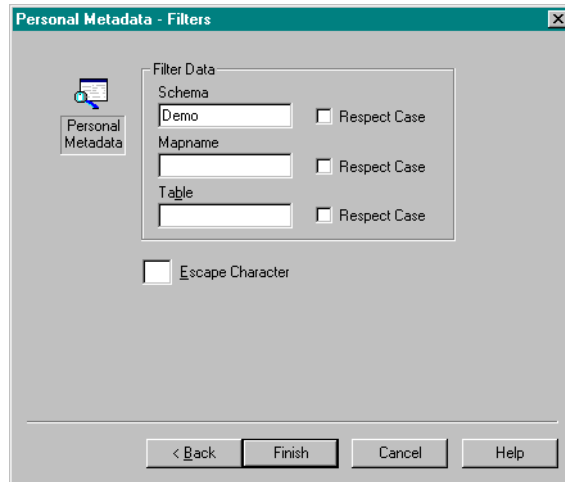 Personal Metadata - Filters
Filter Data
Schema
Personal Metadata
Demo
Respect Case
Mapname
Respect Case
Table
Respect Case
Escape Character
< Back
Finish
Cancel
Help